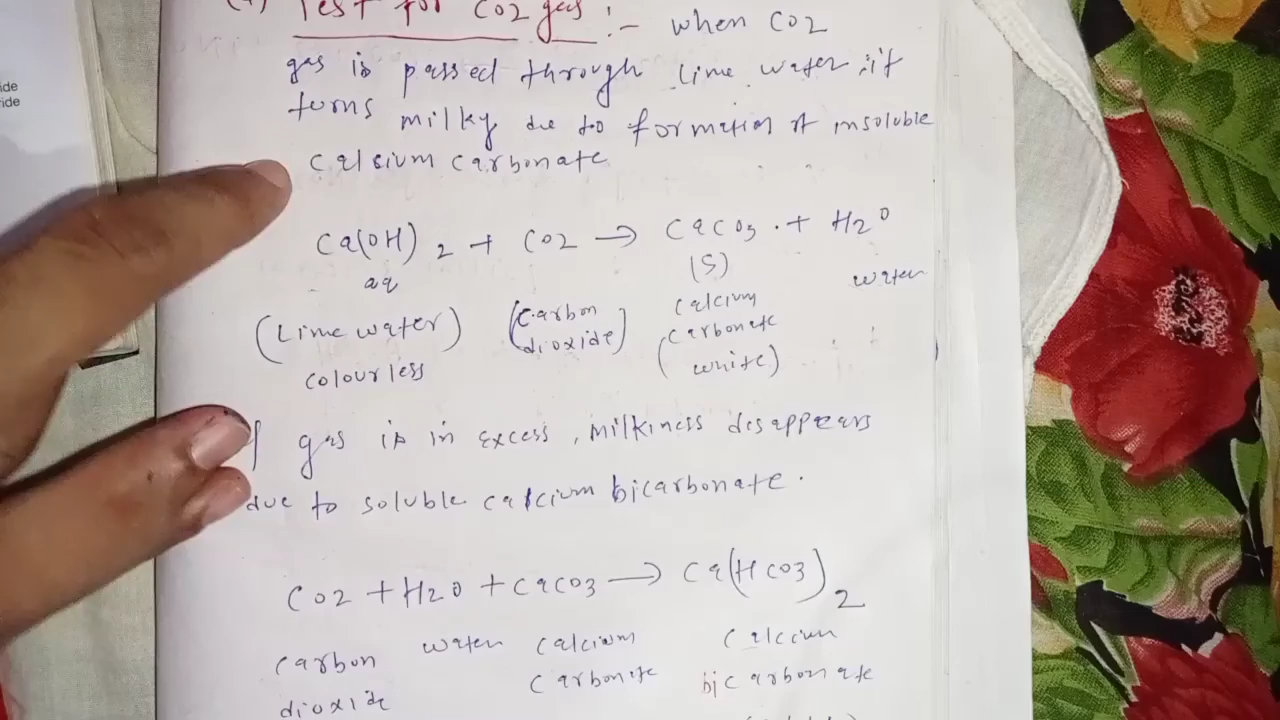 ide
ride
Test for CO2 gas :- when CO2
gas is passed through lime water, it
turns milky due to formation of insoluble
calsium carbonate
Ca(OH)2 + CO2 → CaCO3 + H2O
aq (s) water
(Lime water) (carbon dioxide) calcium carbonate
colourless (white)
gas is in excess, milkiness disappears
due to soluble calcium bicarbonate.
CO2 + H2O + CaCO3 → Ca(HCO3)2
carbon water calcium calcium
dioxide carbonate bicarbonate